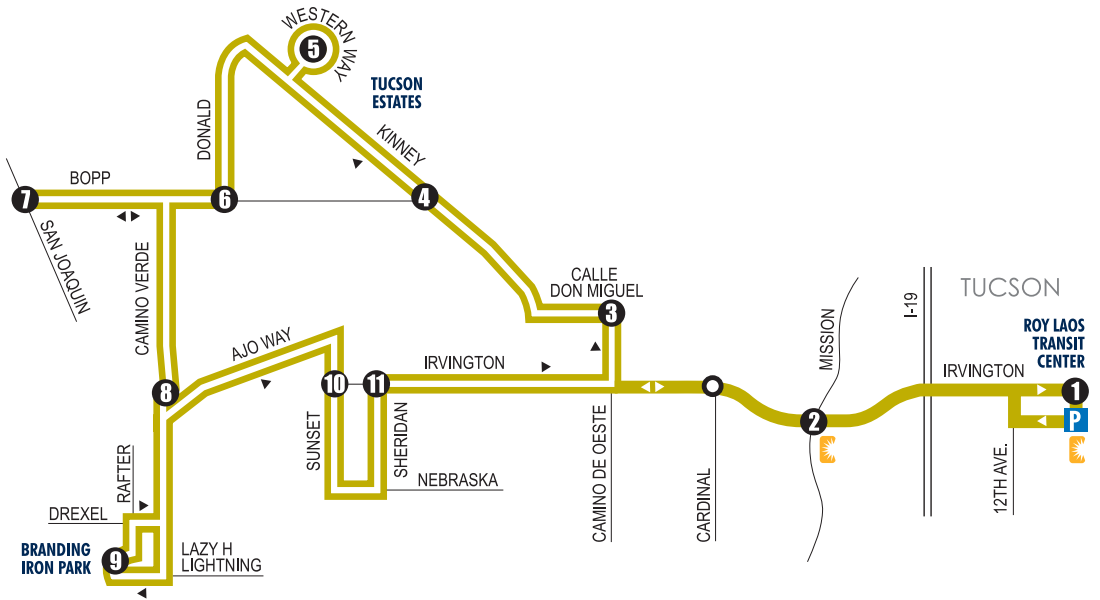 WESTERN WAY
5
TUCSON
ESTATES
DONALD
KINNEY
BOPP
7
6
4
SAN JOAQUIN
CAMINO VERDE
CALLE
DON MIGUEL
3
I-19
TUCSON
MISSION
ROY LAOS
TRANSIT
CENTER
AJO WAY
IRVINGTON
IRVINGTON
8
10
11
1
2
P
SUNSET
SHERIDAN
CAMINO DE OESTE
CARDINAL
12TH AVE.
RAFTER
NEBRASKA
DREXEL
BRANDING
IRON PARK
9
LAZY H
LIGHTNING